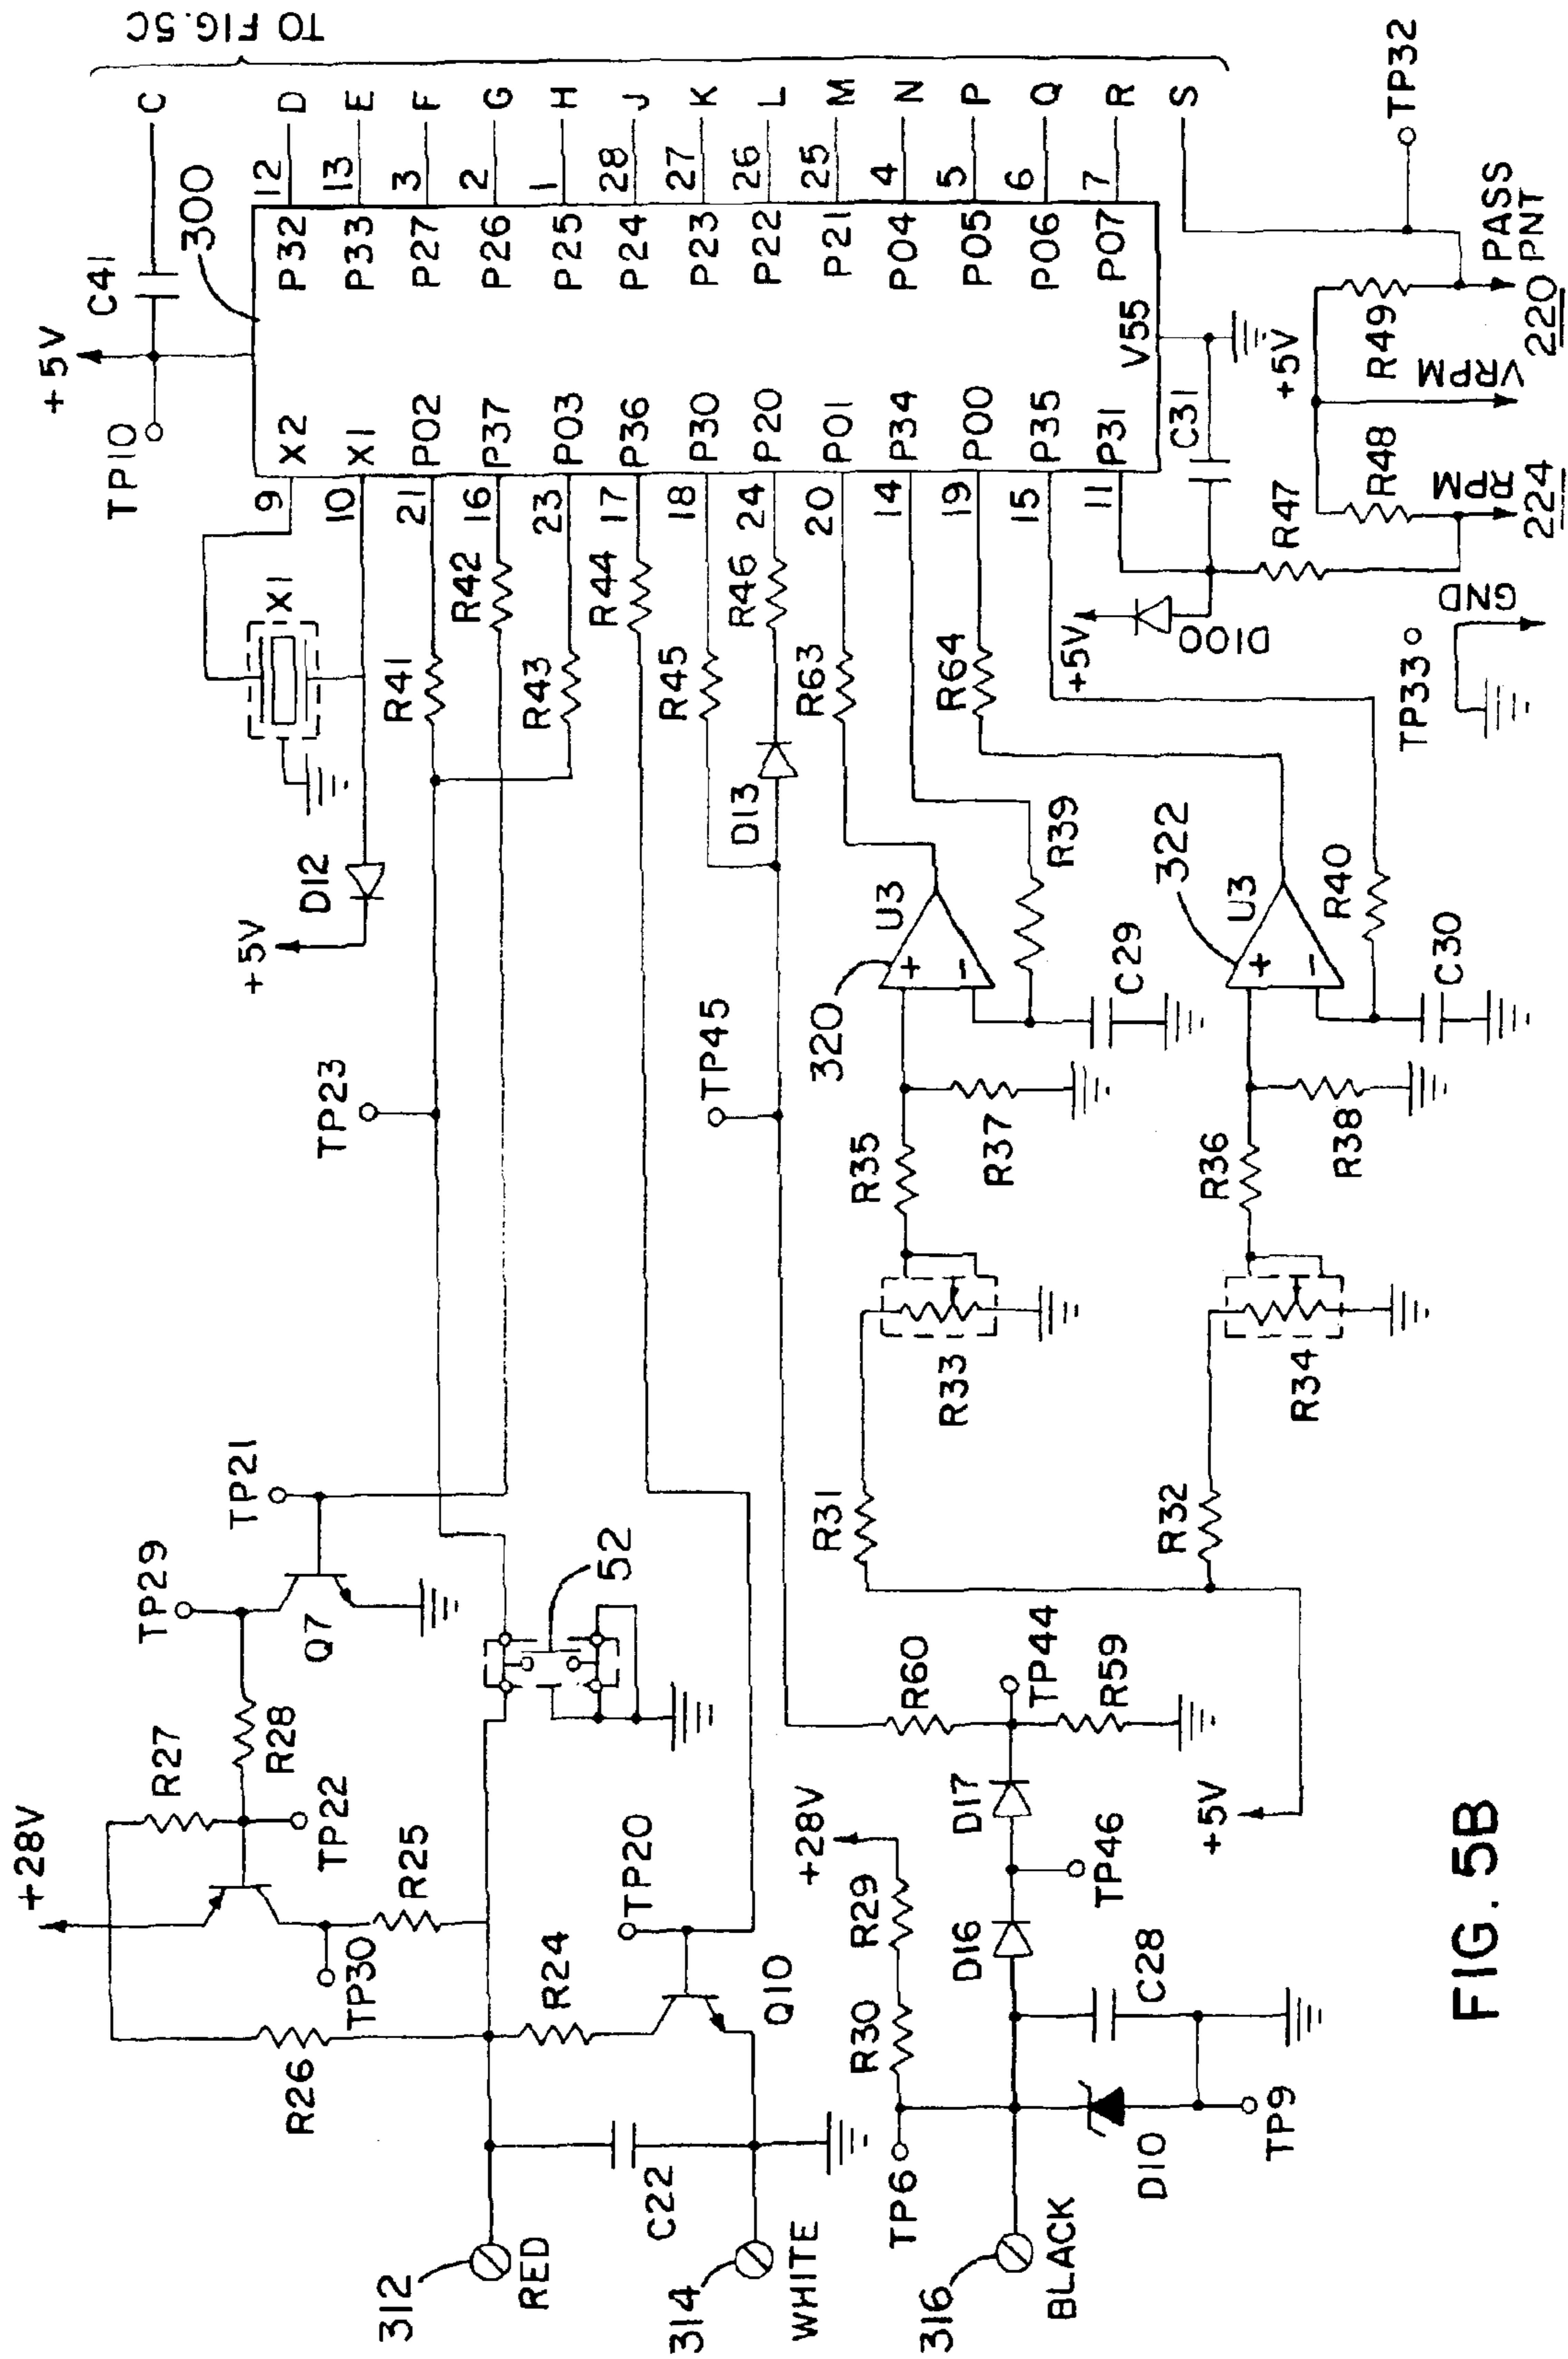 TO FIG.5C
+5V
C41
C
TP10
300
X2
9
X1
10
P02
21
P37
16
P03
23
P36
17
P30
18
P20
24
P01
20
P34
14
P00
19
P35
15
P31
11
P32
12
D
P33
13
E
P27
3
F
P26
2
G
P25
1
H
P24
28
J
P23
27
K
P22
26
L
P21
25
M
P04
4
N
P05
5
P
P06
6
Q
P07
7
R
S
V55
X1
D12
+5V
R41
R42
R43
R44
R45
R46
D13
R63
R64
TP23
TP45
320
U3
+
−
R39
C29
R35
R37
R33
R31
322
U3
+
−
R40
C30
R36
R38
R34
R32
+5V
D100
C31
R47
R48
R49
+5V
RPM
224
VRPM
PASS
PNT
220
TP32
TP33
GND
+28V
R27
R28
TP29
TP21
Q7
TP22
TP30
R25
R26
R24
TP20
Q10
52
312
RED
C22
314
WHITE
+28V
R29
R30
TP6
316
BLACK
D10
TP9
C28
D16
D17
TP46
TP44
R60
R59
+5V
FIG. 5B